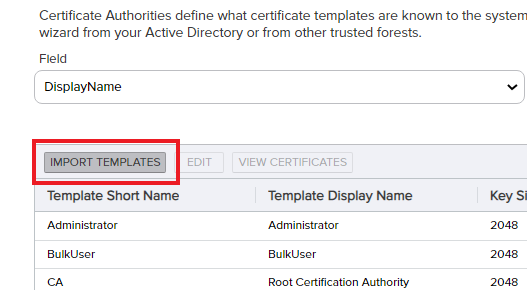 Certificate Authorities define what certificate templates are known to the system
wizard from your Active Directory or from other trusted forests.
Field
DisplayName
IMPORT TEMPLATES EDIT VIEW CERTIFICATES
Template Short Name Template Display Name Key Si
Administrator Administrator 2048
BulkUser BulkUser 2048
CA Root Certification Authority 2048